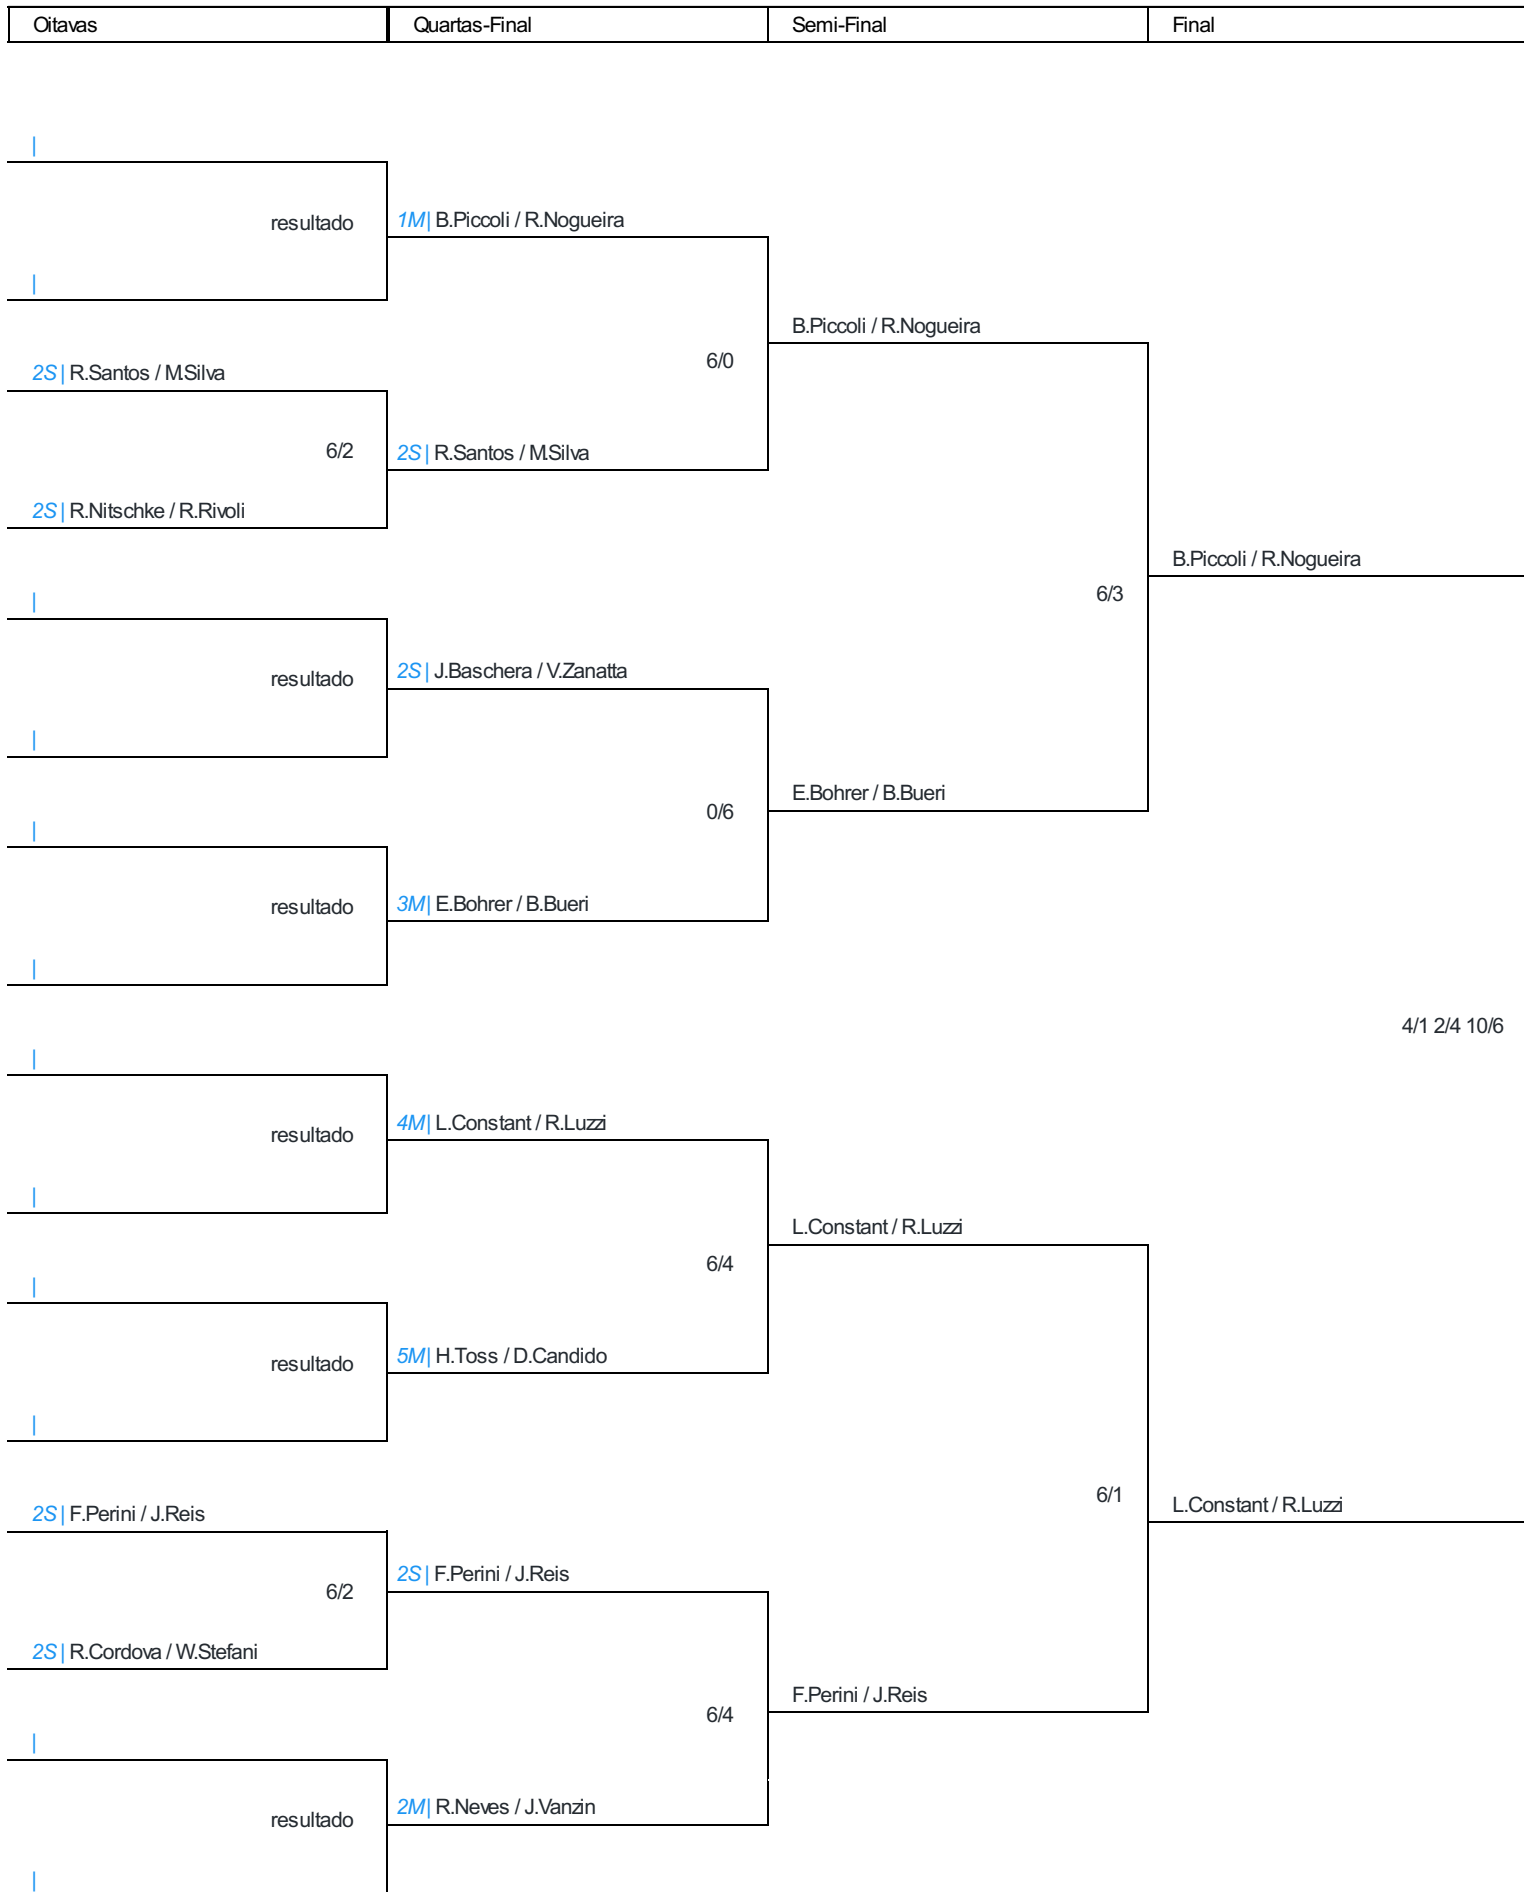 Oitavas Quartas-Final Semi-Final Final
|
resultado 1M| B.Piccoli / R.Nogueira
|
B.Piccoli / R.Nogueira
6/0
2S| R.Santos / M.Silva
6/2 2S| R.Santos / M.Silva
2S| R.Nitschke / R.Rivoli
B.Piccoli / R.Nogueira
6/3
|
resultado 2S| J.Baschera / V.Zanatta
|
E.Bohrer / B.Bueri
0/6
|
resultado 3M| E.Bohrer / B.Bueri
|
4/1 2/4 10/6
|
resultado 4M| L.Constant / R.Luzzi
|
L.Constant / R.Luzzi
6/4
|
resultado 5M| H.Toss / D.Candido
|
6/1 L.Constant / R.Luzzi
2S| F.Perini / J.Reis
6/2 2S| F.Perini / J.Reis
2S| R.Cordova / W.Stefani
F.Perini / J.Reis
6/4
|
resultado 2M| R.Neves / J.Vanzin
|